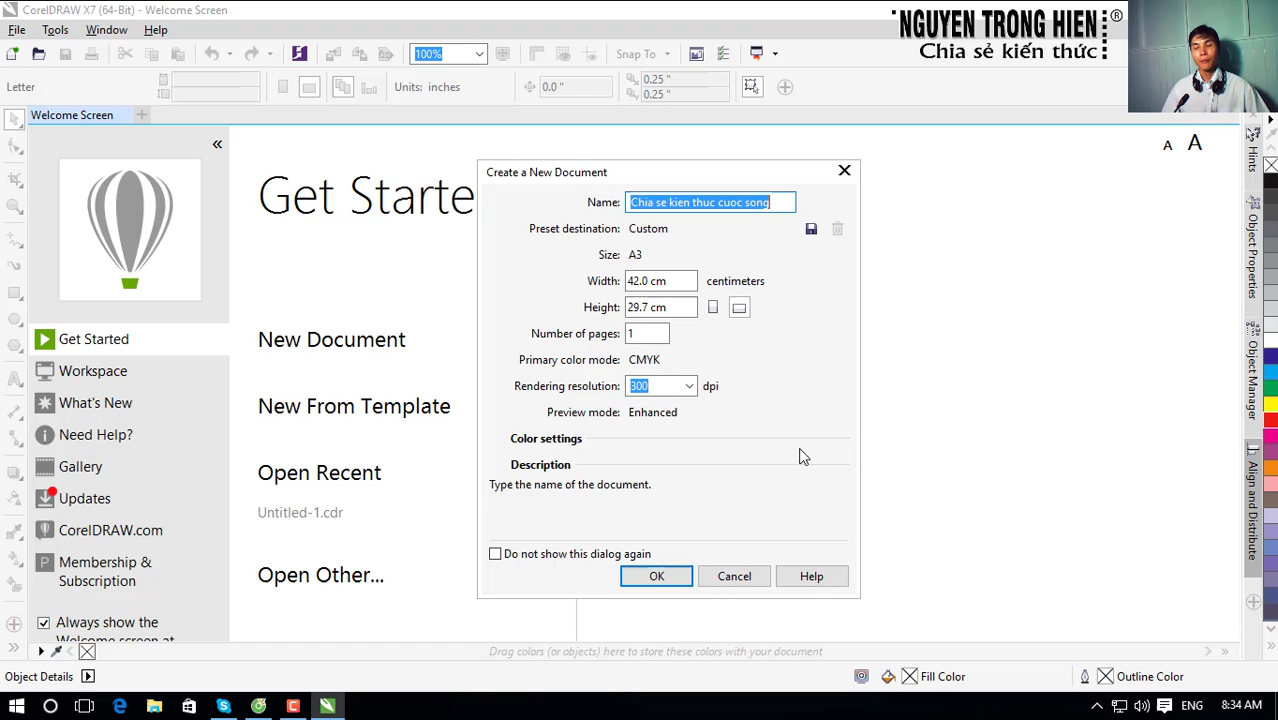 CorelDRAW X7 (64-Bit) - Welcome Screen
File Tools Window Help
100% Snap To
Letter Units: inches 0.0 " 0.25 " 0.25 "
NGUYEN TRONG HIEN ®
Chia sẻ kiến thức
Welcome Screen
A A
Get Starte
Get Started
Workspace
What's New
Need Help?
Gallery
Updates
CorelDRAW.com
Membership &
Subscription
Always show the
Welcome screen at
New Document
New From Template
Open Recent
Untitled-1.cdr
Open Other...
Create a New Document
Name: Chia se kien thuc cuoc song
Preset destination: Custom
Size: A3
Width: 42.0 cm centimeters
Height: 29.7 cm
Number of pages: 1
Primary color mode: CMYK
Rendering resolution: 300 dpi
Preview mode: Enhanced
Color settings
Description
Type the name of the document.
Do not show this dialog again
OK Cancel Help
Hints
Object Properties
Object Manager
Align and Distribute
Drag colors (or objects) here to store these colors with your document
Object Details Fill Color Outline Color
ENG 8:34 AM